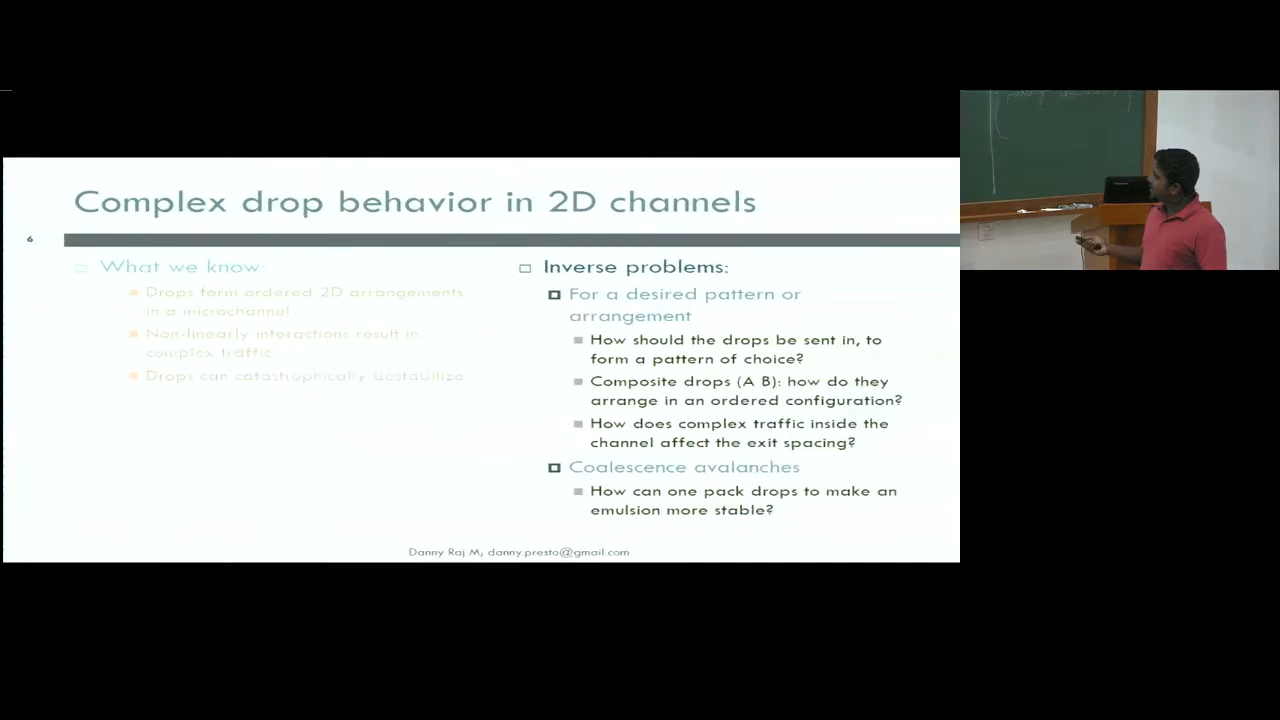 Complex drop behavior in 2D channels
6
What we know
Drops form ordered 2D arrangements
in a microchannel
Non-linearly interactions result in
complex traffic
Drops can catastrophically destabilize
Inverse problems:
For a desired pattern or
arrangement
How should the drops be sent in, to
form a pattern of choice?
Composite drops (A B): how do they
arrange in an ordered configuration?
How does complex traffic inside the
channel affect the exit spacing?
Coalescence avalanches
How can one pack drops to make an
emulsion more stable?
Danny Raj M, danny.presto@gmail.com